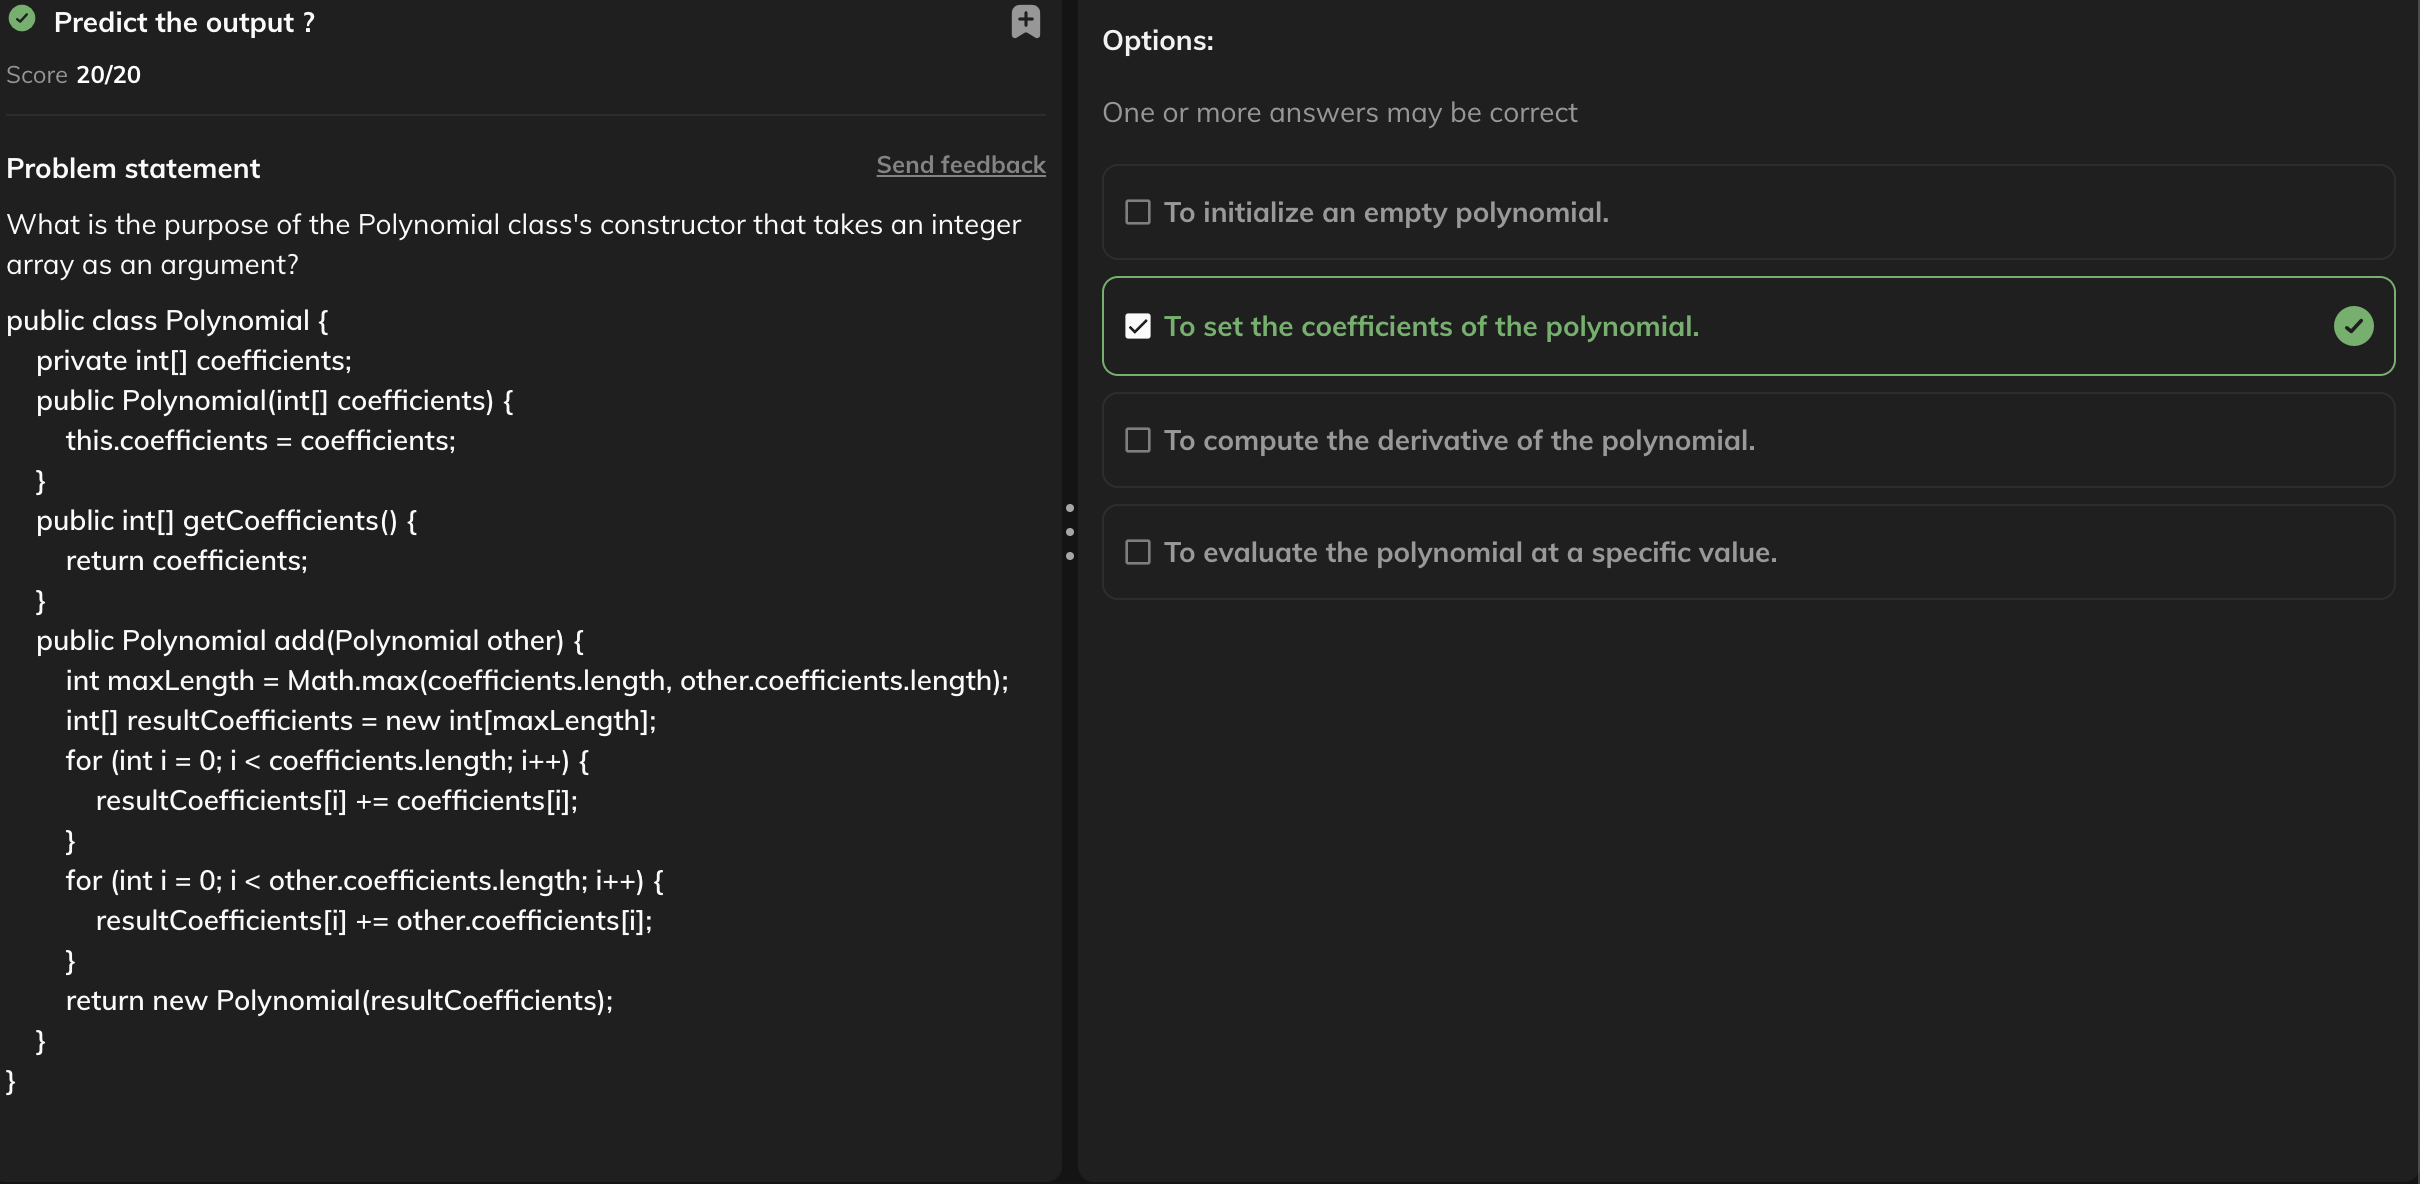 Predict the output ?
Score 20/20
Problem statement
Send feedback
What is the purpose of the Polynomial class's constructor that takes an integer
array as an argument?
public class Polynomial {
private int[] coefficients;
public Polynomial(int[] coefficients) {
this.coefficients = coefficients;
}
public int[] getCoefficients() {
return coefficients;
}
public Polynomial add(Polynomial other) {
int maxLength = Math.max(coefficients.length, other.coefficients.length);
int[] resultCoefficients = new int[maxLength];
for (int i = 0; i < coefficients.length; i++) {
resultCoefficients[i] += coefficients[i];
}
for (int i = 0; i < other.coefficients.length; i++) {
resultCoefficients[i] += other.coefficients[i];
}
return new Polynomial(resultCoefficients);
}
}
Options:
One or more answers may be correct
To initialize an empty polynomial.
To set the coefficients of the polynomial.
To compute the derivative of the polynomial.
To evaluate the polynomial at a specific value.